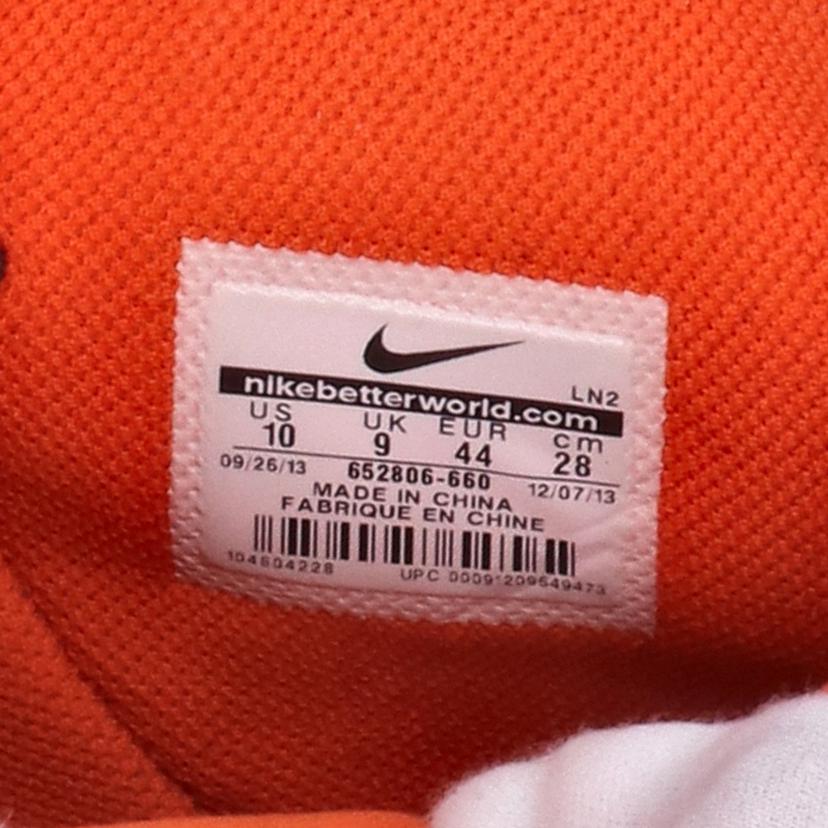 LN2
nikebetterworld.com
US UK EUR cm
10 9 44 28
09/26/13 652806-660 12/07/13
MADE IN CHINA
FABRIQUE EN CHINE
104604228 UPC 00091209549473